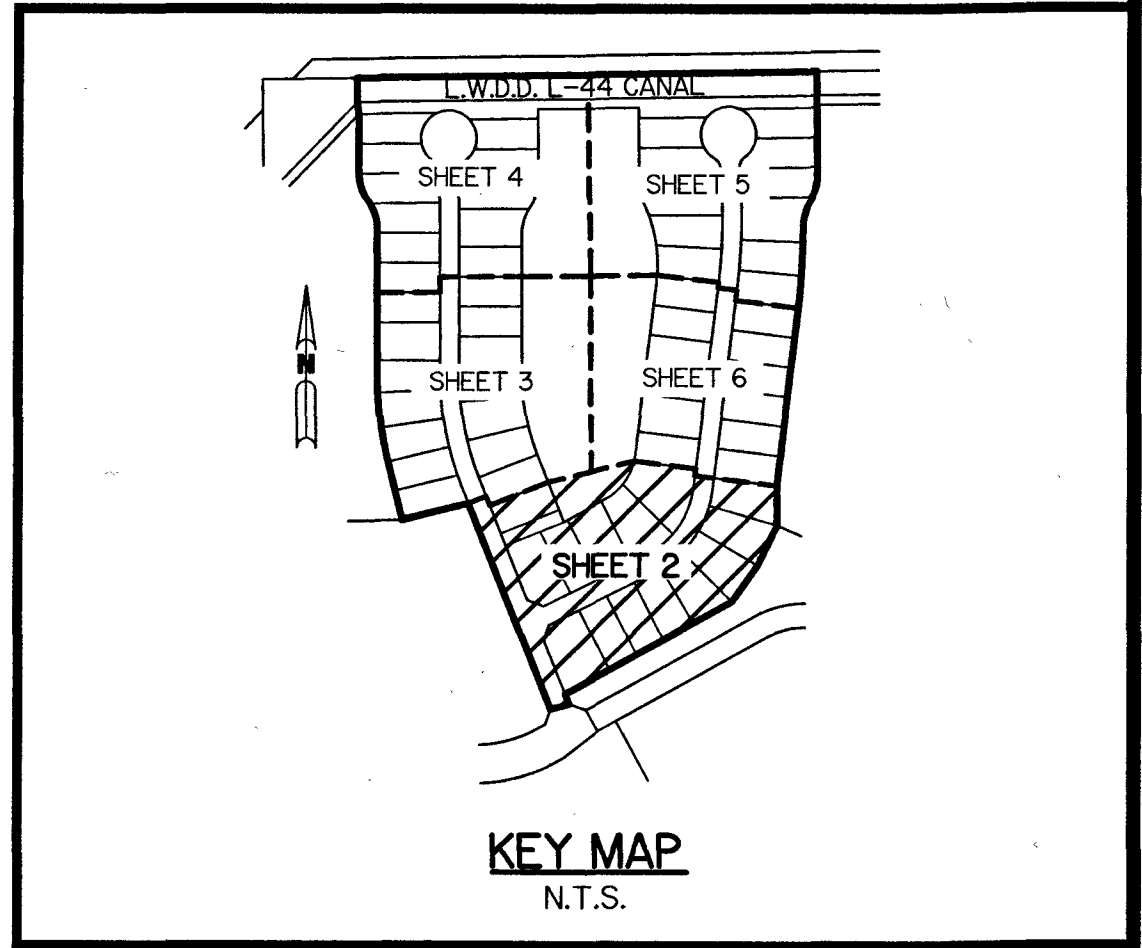 L.W.D.D. L-44 CANAL
SHEET 4
SHEET 5
N
SHEET 3
SHEET 6
SHEET 2
KEY MAP
N.T.S.